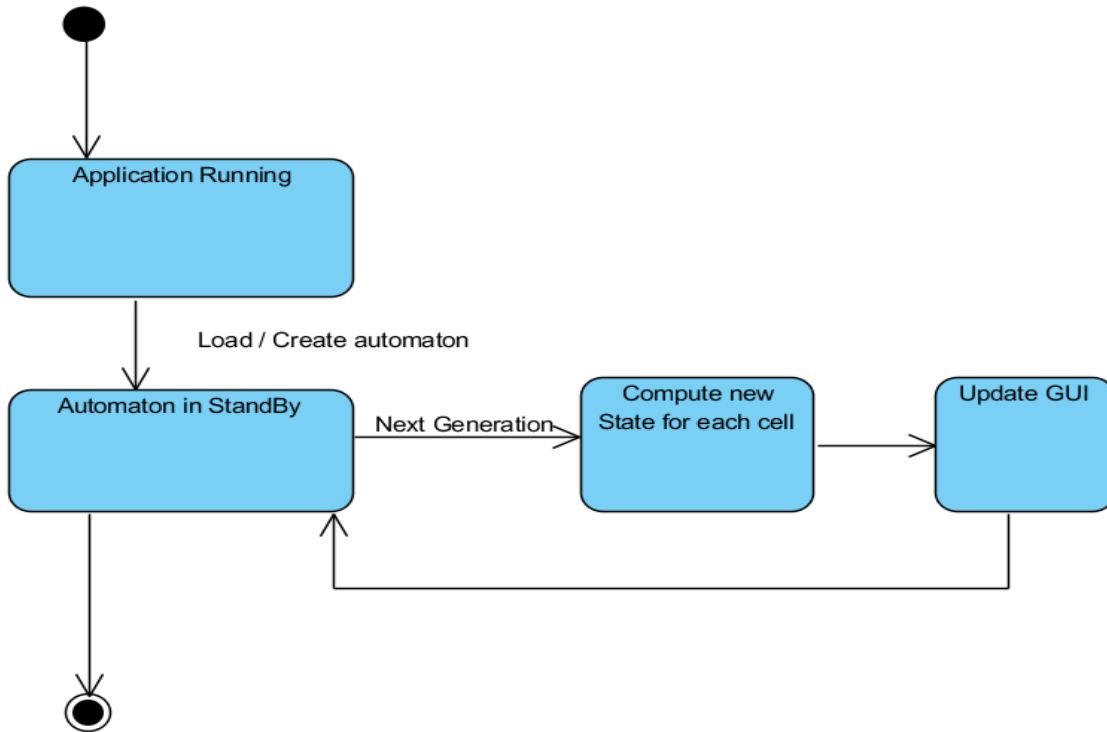 Application Running
Load / Create automaton
Automaton in StandBy
Next Generation
Compute new
State for each cell
Update GUI